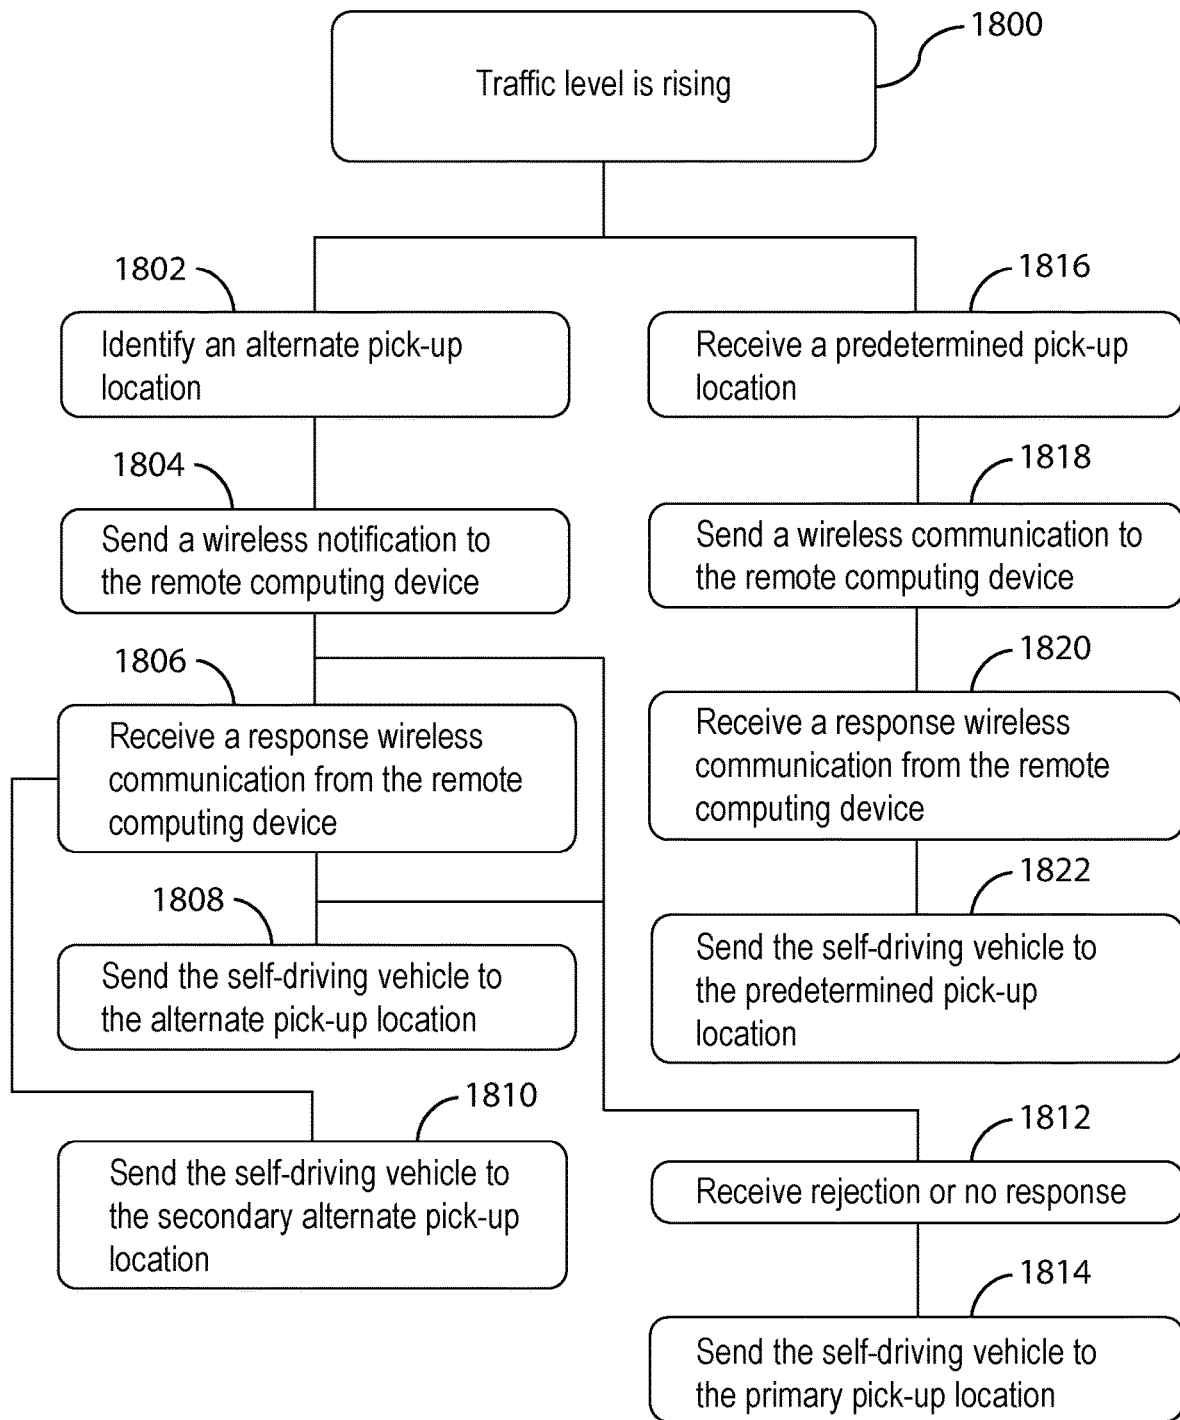 1800
Traffic level is rising
1802
Identify an alternate pick-up
location
1804
Send a wireless notification to
the remote computing device
1806
Receive a response wireless
communication from the remote
computing device
1808
Send the self-driving vehicle to
the alternate pick-up location
1810
Send the self-driving vehicle to
the secondary alternate pick-up
location
1816
Receive a predetermined pick-up
location
1818
Send a wireless communication to
the remote computing device
1820
Receive a response wireless
communication from the remote
computing device
1822
Send the self-driving vehicle to
the predetermined pick-up
location
1812
Receive rejection or no response
1814
Send the self-driving vehicle to
the primary pick-up location